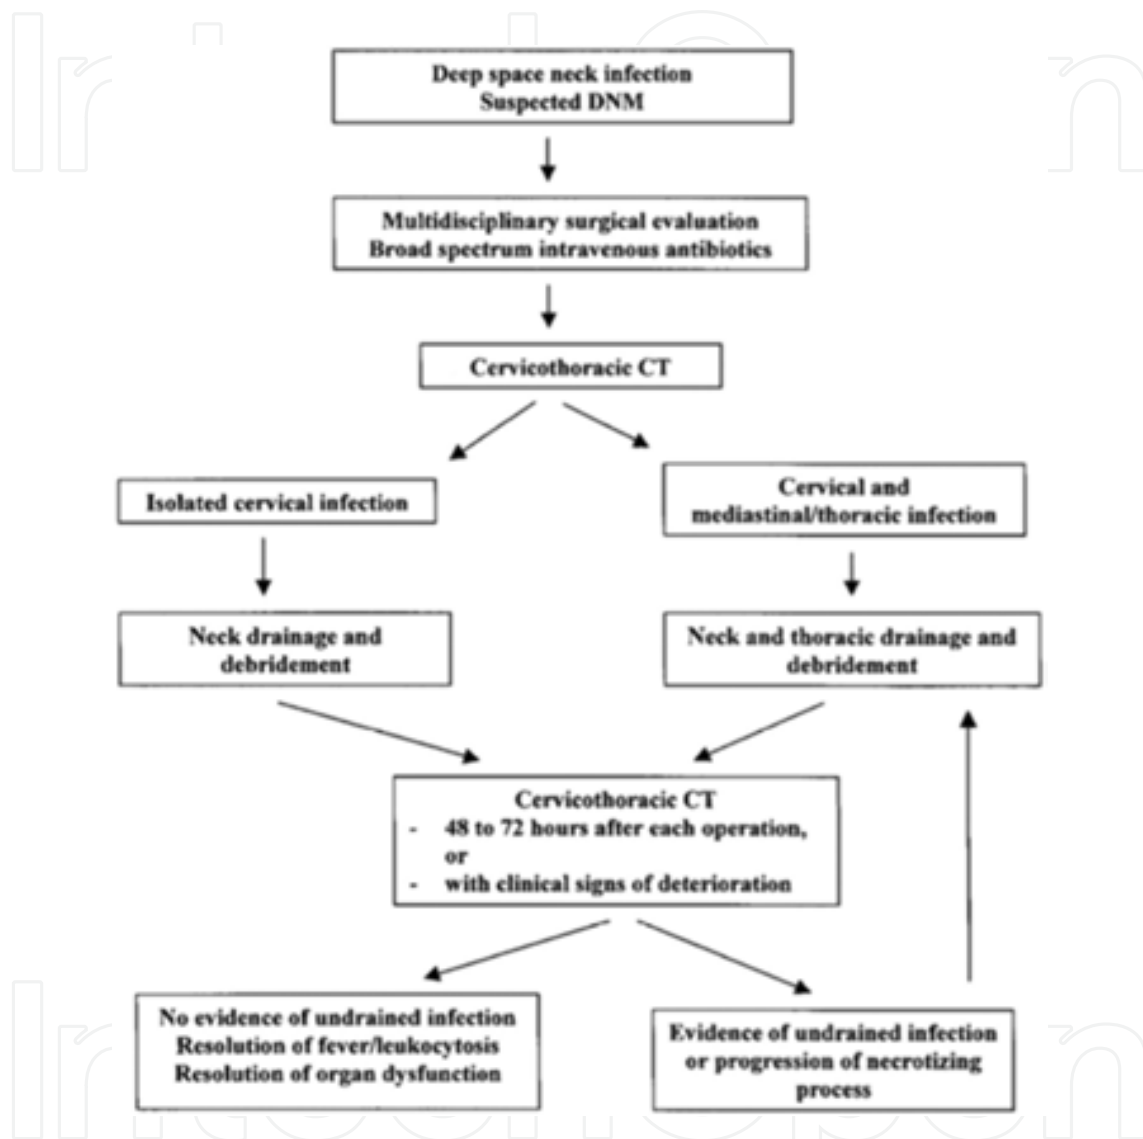 Deep space neck infection
Suspected DNM
Multidisciplinary surgical evaluation
Broad spectrum intravenous antibiotics
Cervicothoracic CT
Isolated cervical infection
Cervical and
mediastinal/thoracic infection
Neck drainage and
debridement
Neck and thoracic drainage and
debridement
Cervicothoracic CT
- 48 to 72 hours after each operation,
or
- with clinical signs of deterioration
No evidence of undrained infection
Resolution of fever/leukocytosis
Resolution of organ dysfunction
Evidence of undrained infection
or progression of necrotizing
process